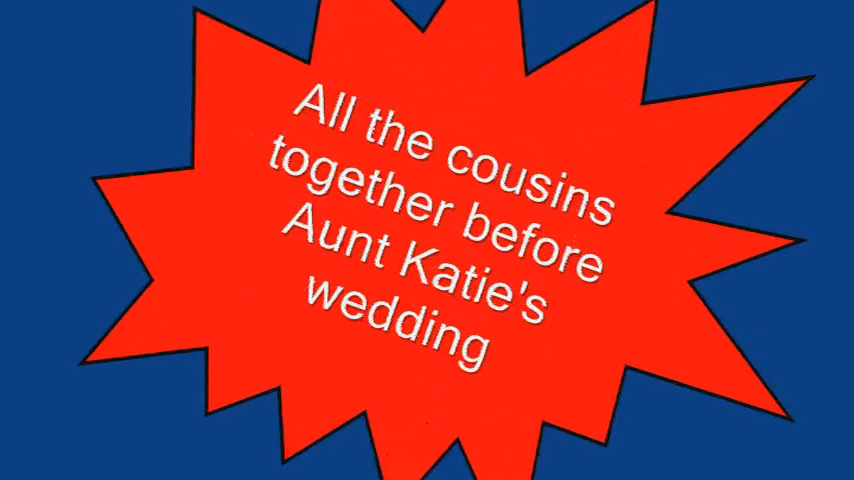 All the cousins
together before
Aunt Katie's
wedding